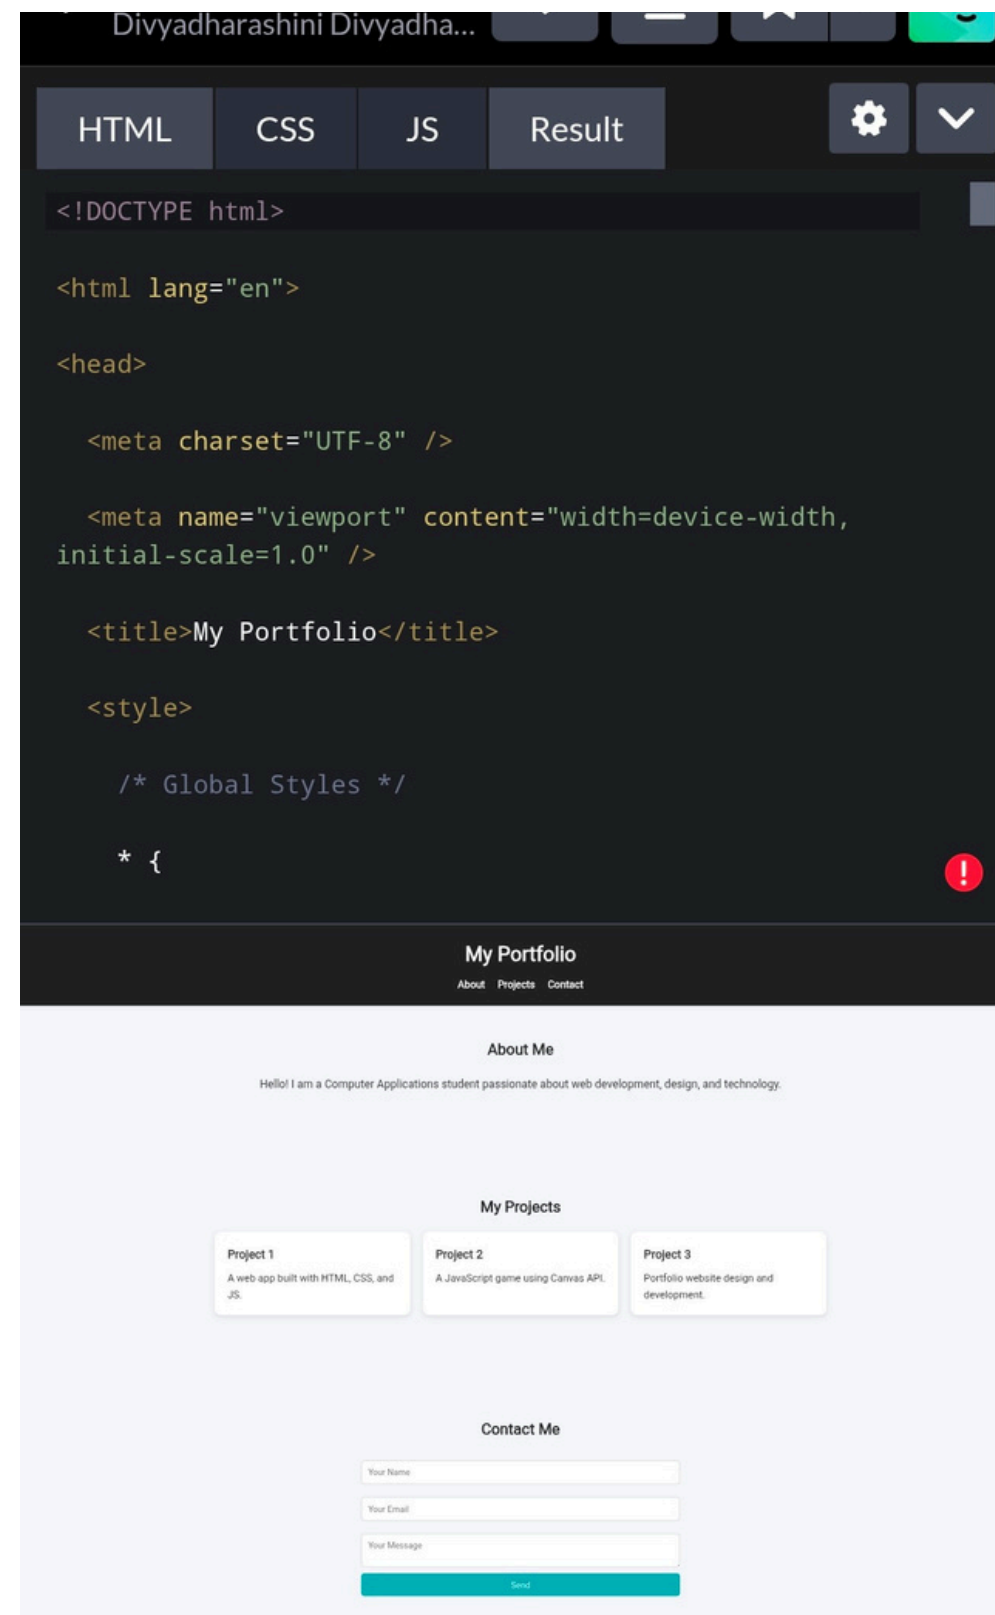 Divyadharashini Divyadha...
HTML CSS JS Result
<!DOCTYPE html>
<html lang="en">
<head>
<meta charset="UTF-8" />
<meta name="viewport" content="width=device-width,
initial-scale=1.0" />
<title>My Portfolio</title>
<style>
/* Global Styles */
* {
My Portfolio
About Projects Contact
About Me
Hello! I am a Computer Applications student passionate about web development, design, and technology.
My Projects
Project 1
A web app built with HTML, CSS, and
JS.
Project 2
A JavaScript game using Canvas API.
Project 3
Portfolio website design and
development.
Contact Me
Your Name
Your Email
Your Message
Send